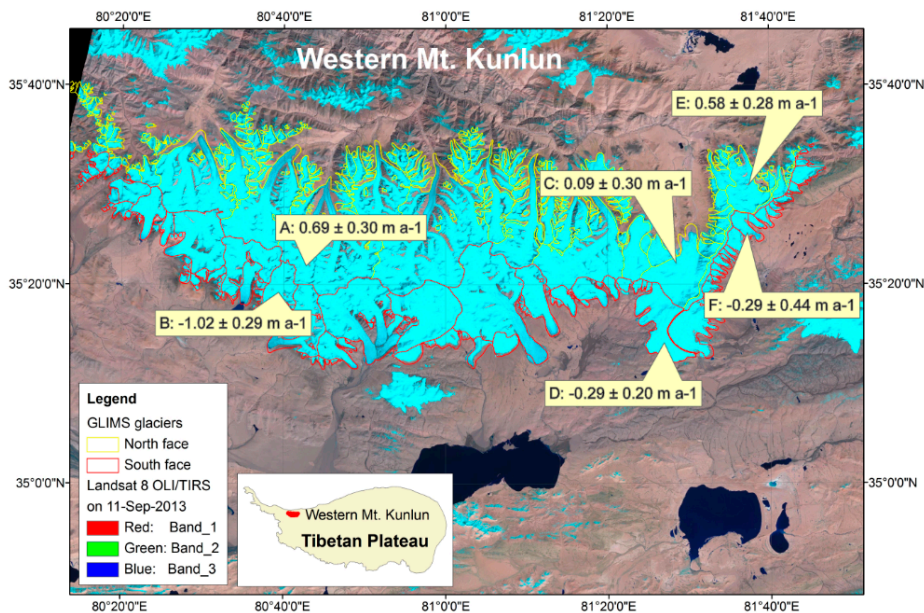 80°20'0"E 80°40'0"E 81°0'0"E 81°20'0"E 81°40'0"E
Western Mt. Kunlun
35°40'0"N 35°40'0"N
E: 0.58 ± 0.28 m a-1
C: 0.09 ± 0.30 m a-1
A: 0.69 ± 0.30 m a-1
35°20'0"N 35°20'0"N
F: -0.29 ± 0.44 m a-1
B: -1.02 ± 0.29 m a-1
D: -0.29 ± 0.20 m a-1
Legend
GLIMS glaciers
North face
South face
Landsat 8 OLI/TIRS
on 11-Sep-2013
Red: Band_1
Green: Band_2
Blue: Band_3
35°0'0"N 35°0'0"N
Western Mt. Kunlun
Tibetan Plateau
80°20'0"E 80°40'0"E 81°0'0"E 81°20'0"E 81°40'0"E